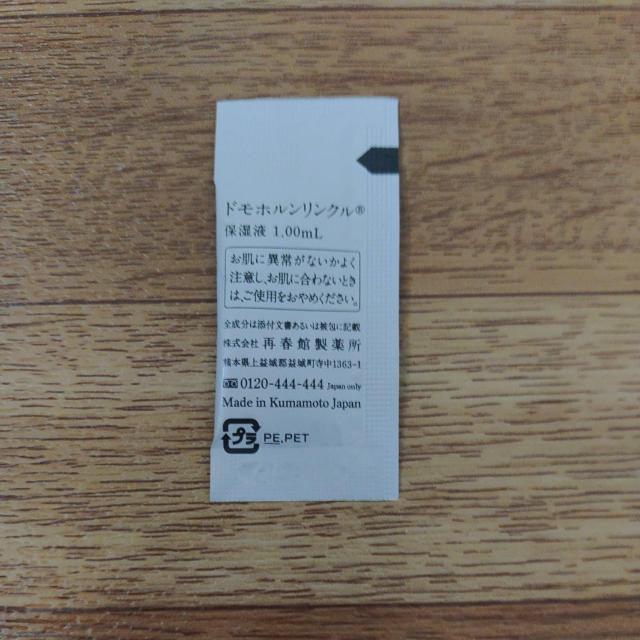 ドモホルンリンクル®
保湿液 1.00mL
お肌に異常がないかよく
注意し、お肌に合わないとき
は、ご使用をおやめください。
全成分は添付文書あるいは被包に記載
株式会社 再春館製薬所
熊本県上益城郡益城町寺中1363-1
0120-444-444 Japan only
Made in Kumamoto Japan
プラ PE,PET